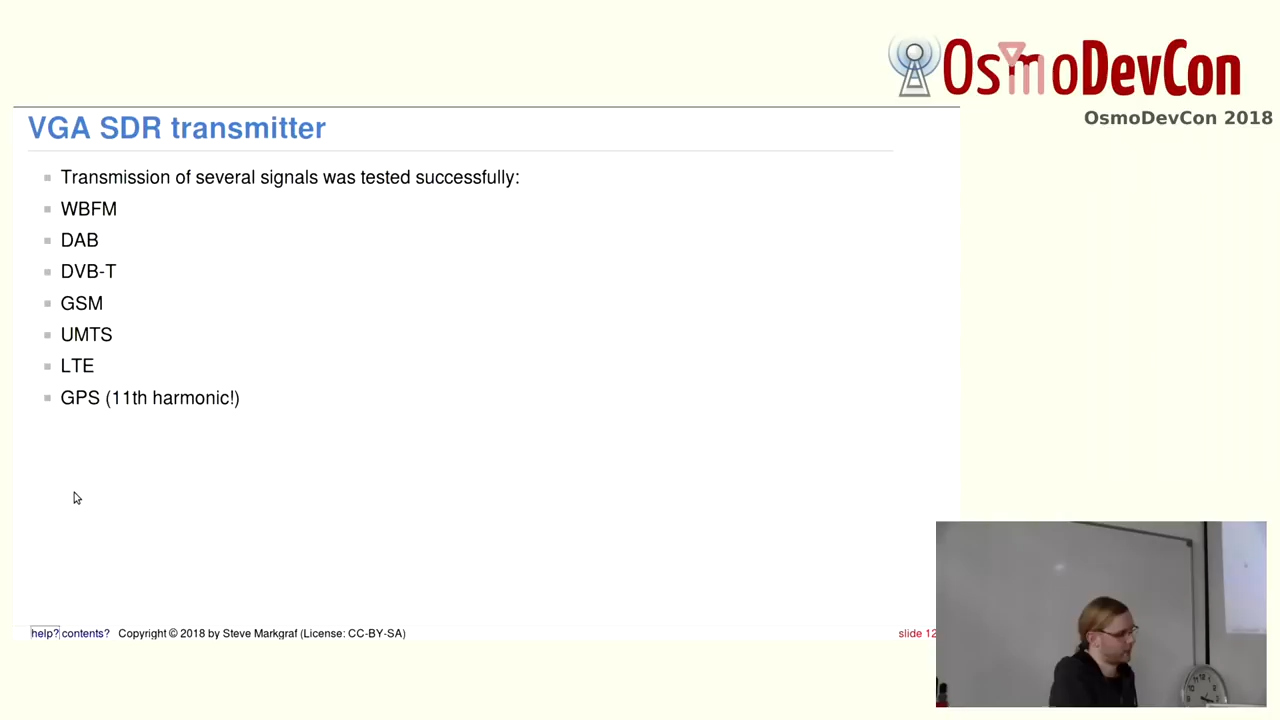 OsmoDevCon
OsmoDevCon 2018
VGA SDR transmitter
Transmission of several signals was tested successfully:
WBFM
DAB
DVB-T
GSM
UMTS
LTE
GPS (11th harmonic!)
help? contents? Copyright © 2018 by Steve Markgraf (License: CC-BY-SA)
slide 12